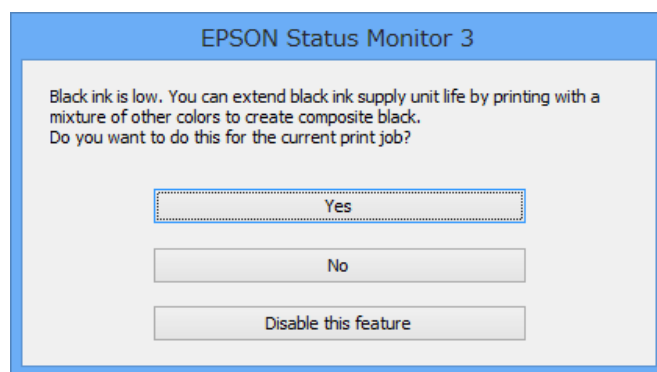 EPSON Status Monitor 3
Black ink is low. You can extend black ink supply unit life by printing with a
mixture of other colors to create composite black.
Do you want to do this for the current print job?
Yes
No
Disable this feature